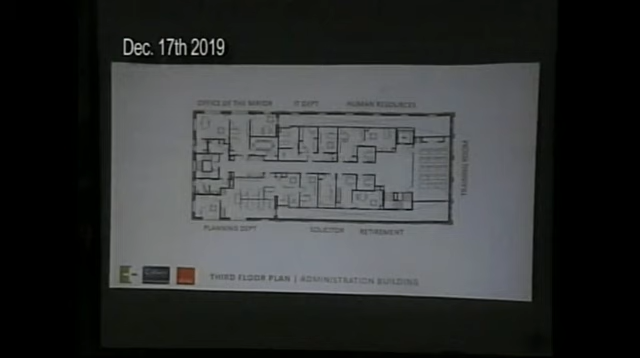 Dec. 17th 2019
OFFICE OF THE MAYOR IT DEPT HUMAN RESOURCES
TRAINING ROOM
PLANNING DEPT SOLICITOR RETIREMENT
THIRD FLOOR PLAN | ADMINISTRATION BUILDING